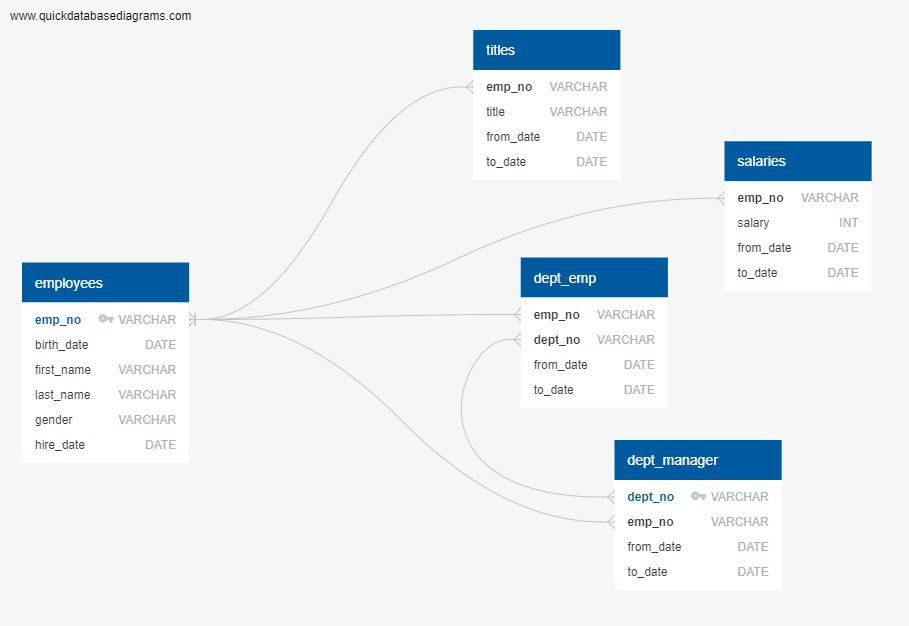 www.quickdatabasediagrams.com
titles
emp_no VARCHAR
title VARCHAR
from_date DATE
to_date DATE
salaries
emp_no VARCHAR
salary INT
from_date DATE
to_date DATE
employees
emp_no VARCHAR
birth_date DATE
first_name VARCHAR
last_name VARCHAR
gender VARCHAR
hire_date DATE
dept_emp
emp_no VARCHAR
dept_no VARCHAR
from_date DATE
to_date DATE
dept_manager
dept_no VARCHAR
emp_no VARCHAR
from_date DATE
to_date DATE